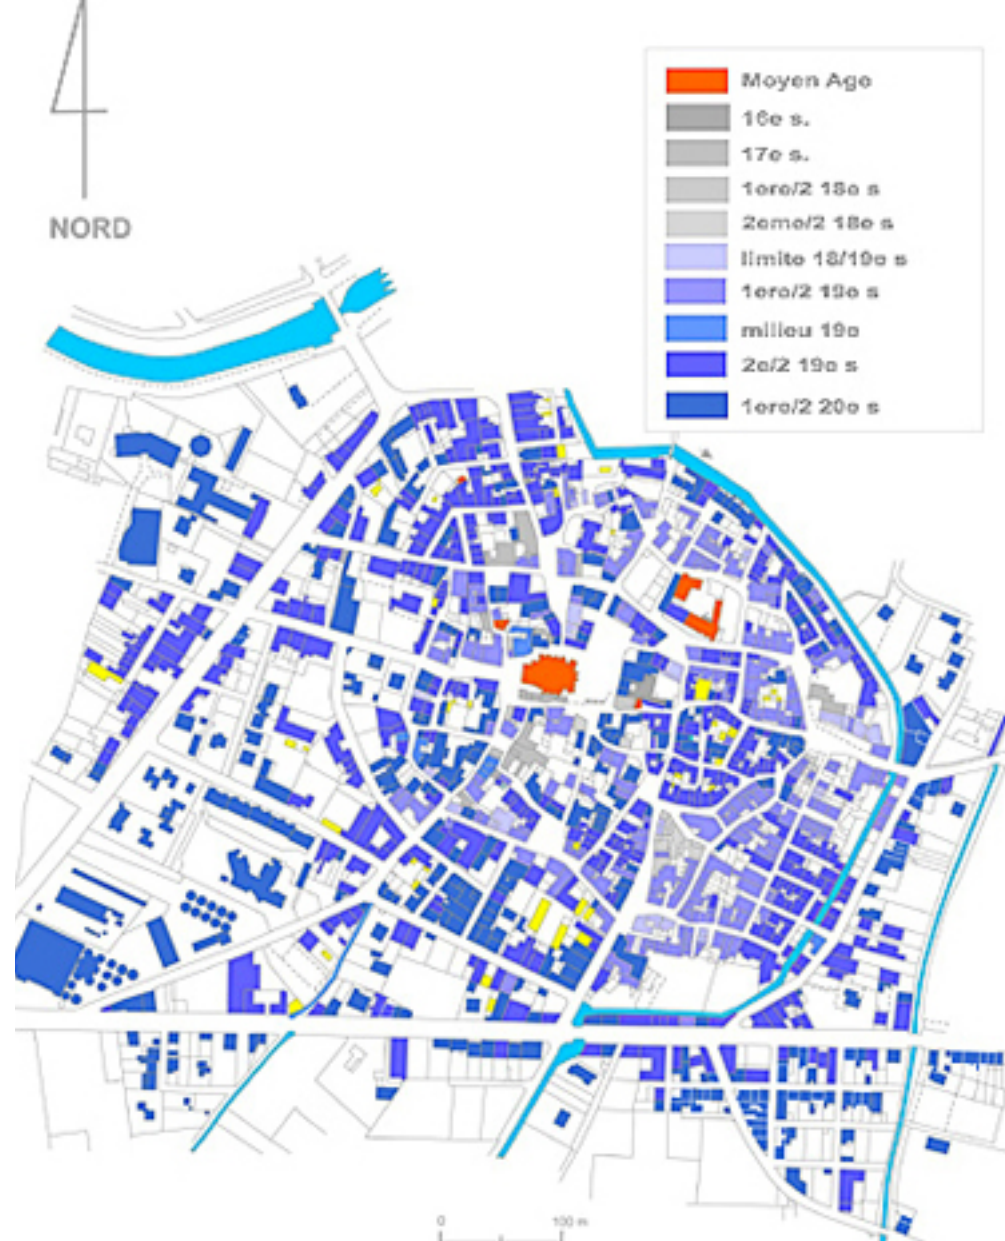 NORD
Moyen Age
16e s.
17e s.
1ere/2 18e s
2eme/2 18e s
limite 18/19e s
1ere/2 19e s
milieu 19e
2e/2 19e s
1ere/2 20e s
0
100 m